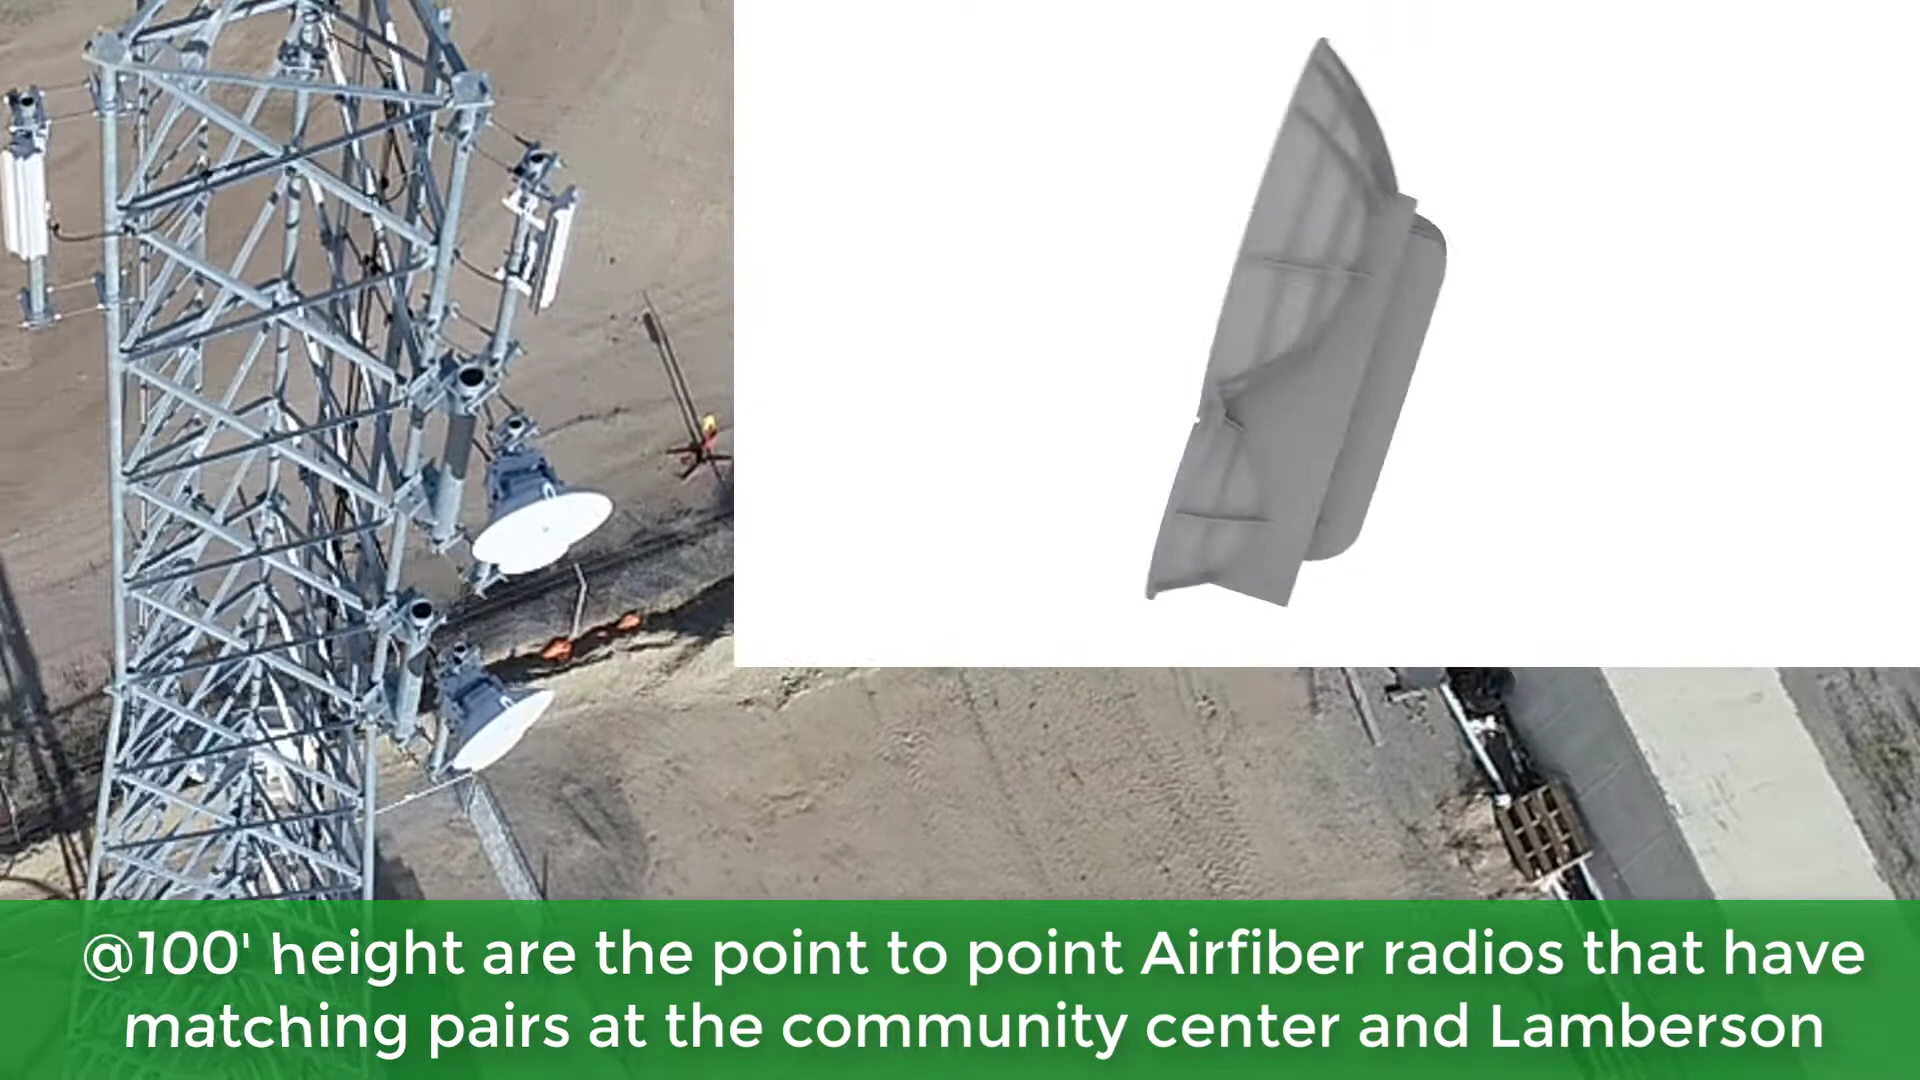 @100' height are the point to point Airfiber radios that have
matching pairs at the community center and Lamberson